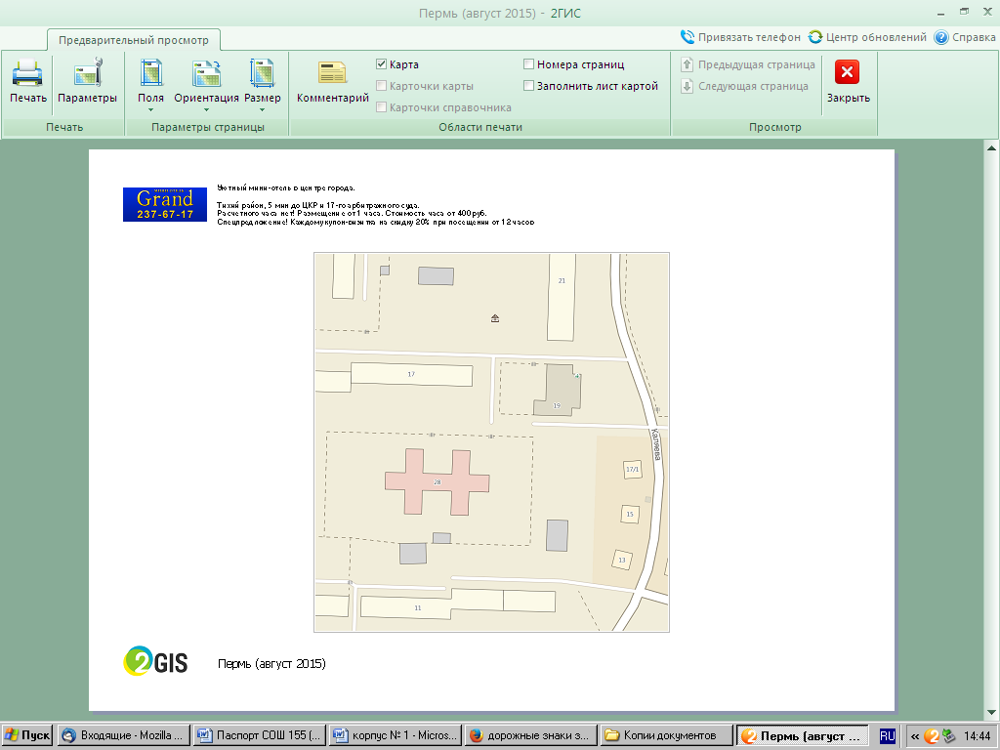 Пермь (август 2015) - 2ГИС
Предварительный просмотр
Привязать телефон
Центр обновлений
Справка
Печать
Параметры
Поля
Ориентация
Размер
Комментарий
Карта
Карточки карты
Карточки справочника
Номера страниц
Заполнить лист картой
Предыдущая страница
Следующая страница
Закрыть
Печать
Параметры страницы
Области печати
Просмотр
Grand
237-67-17
Уютный мини-отель в центре города.
Тихий район, 5 мин до ЦКР и 17-го арбитражного суда.
Расчетного часа нет! Размещение от 1 часа. Стоимость часа от 400 руб.
Спецпредложение! Каждому купон-визитка на скидку 20% при посещении от 12 часов
21
17
19
Каляева
17/1
28
15
13
11
2GIS
Пермь (август 2015)
Пуск
Входящие - Mozilla ...
Паспорт СОШ 155 (...
корпус № 1 - Micros...
дорожные знаки з...
Копии документов
Пермь (август ...
RU
«
14:44